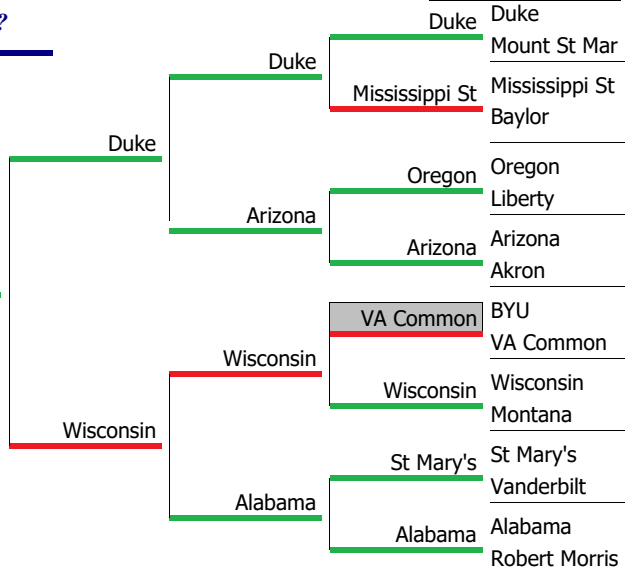 ?
Duke
Duke
Mount St Mar
Duke
Mississippi St
Mississippi St
Baylor
Duke
Oregon
Oregon
Liberty
Arizona
Arizona
Arizona
Akron
VA Common
BYU
VA Common
Wisconsin
Wisconsin
Wisconsin
Montana
Wisconsin
St Mary's
St Mary's
Vanderbilt
Alabama
Alabama
Alabama
Robert Morris